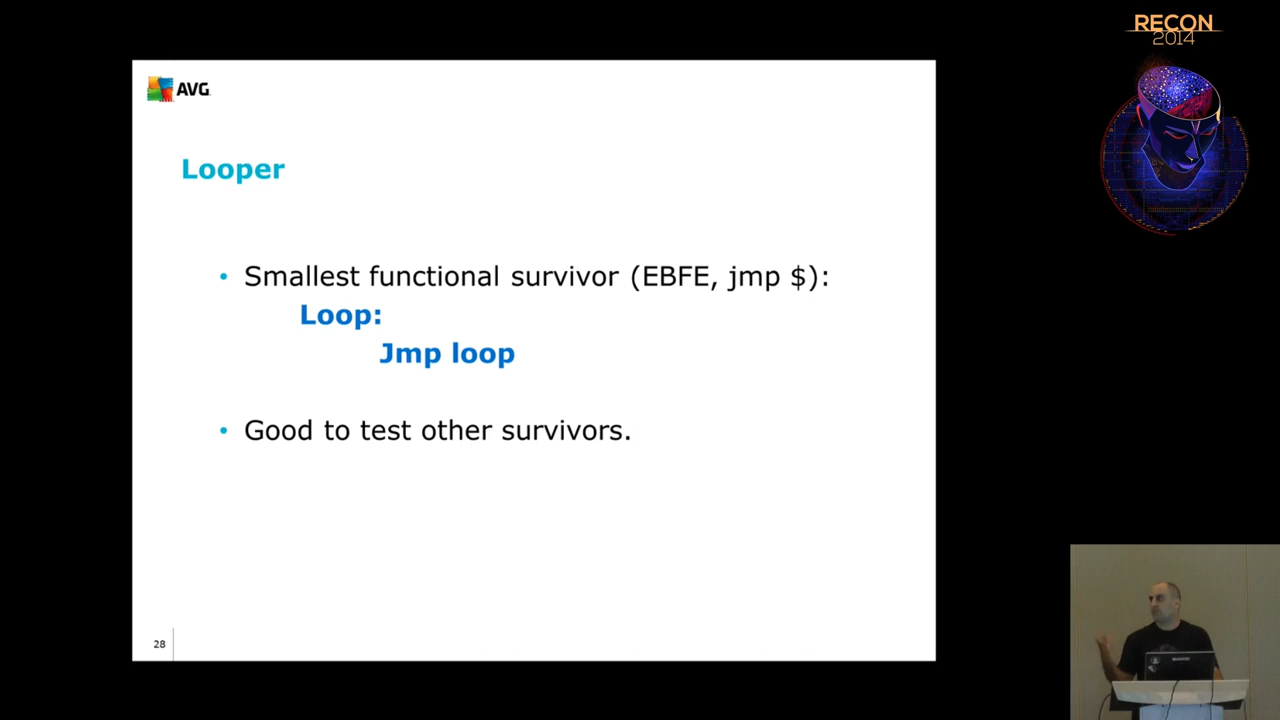 RECON
2014
AVG
Looper
• Smallest functional survivor (EBFE, jmp $):
Loop:
Jmp loop
• Good to test other survivors.
28